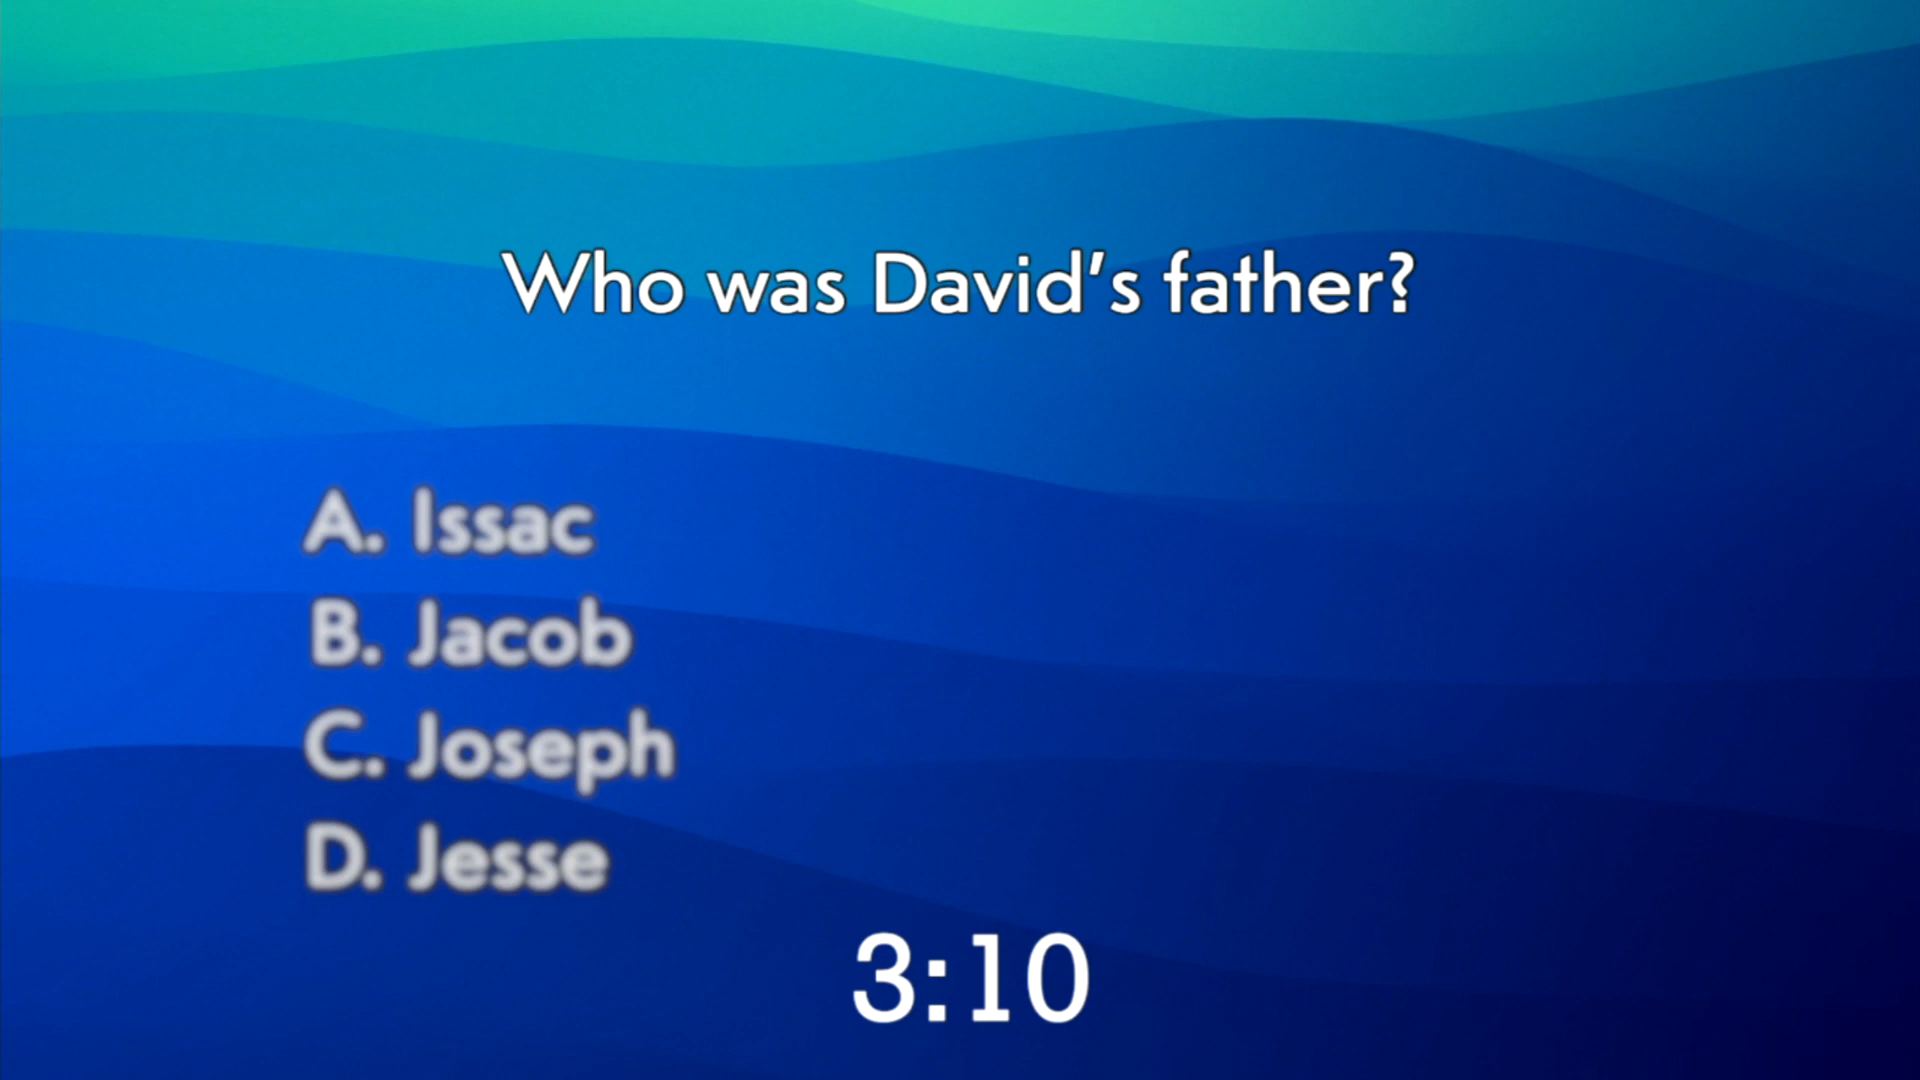 Who was David's father?
A. Issac
B. Jacob
C. Joseph
D. Jesse
3:10